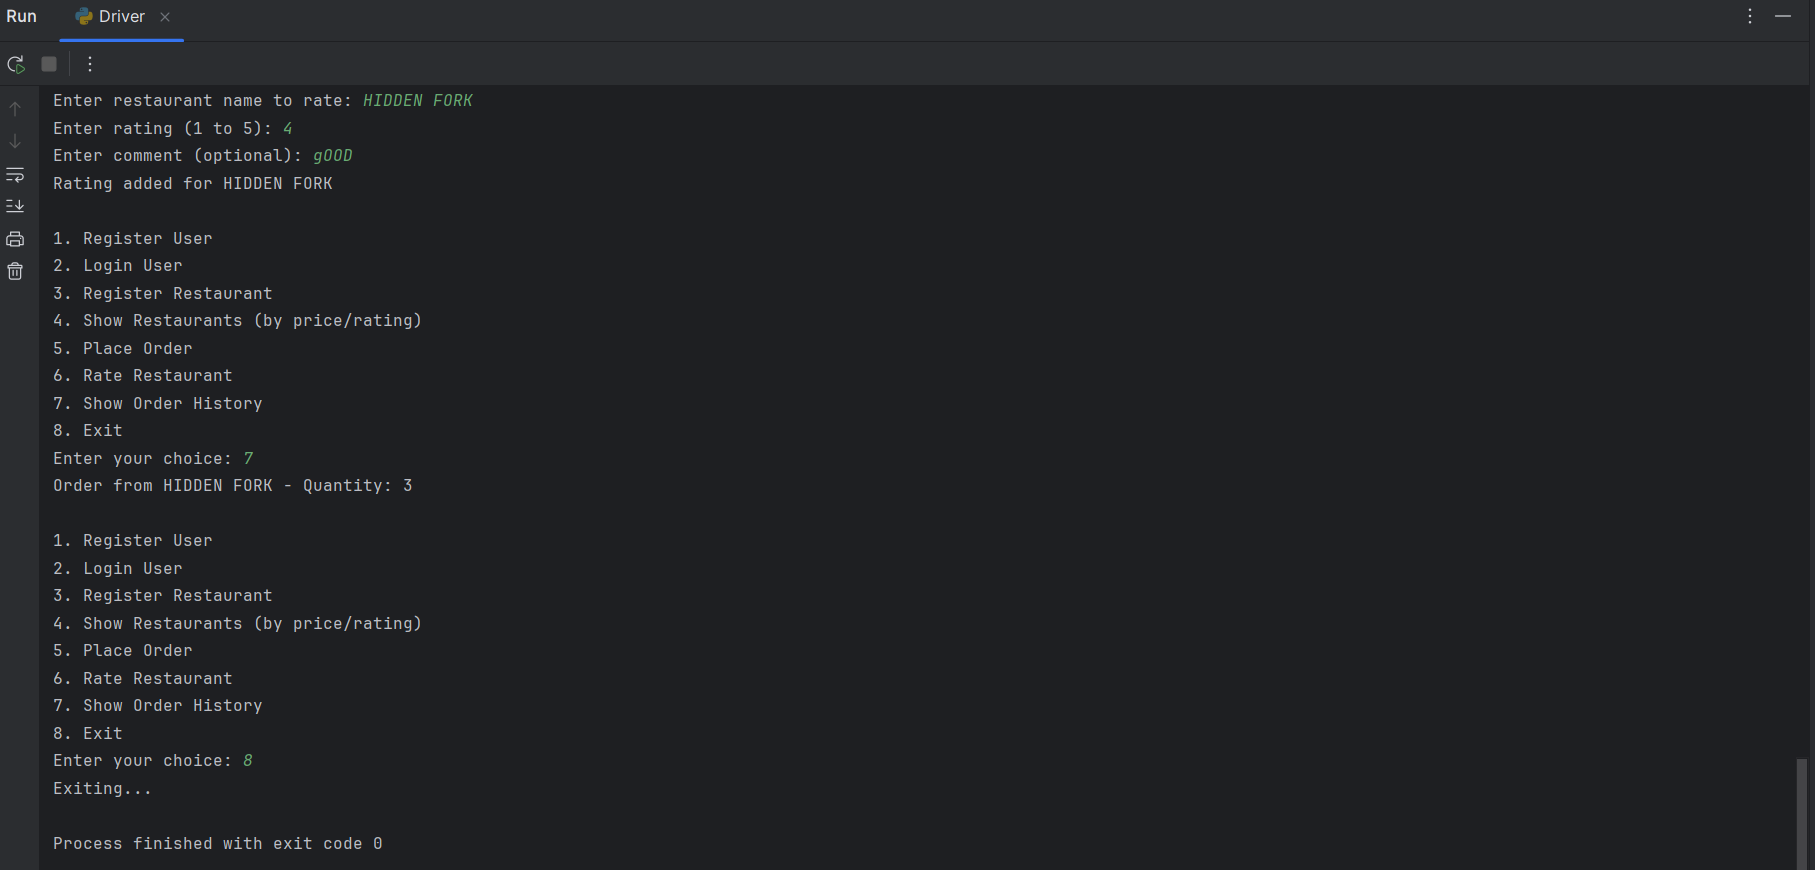 Run Driver
Enter restaurant name to rate: HIDDEN FORK
Enter rating (1 to 5): 4
Enter comment (optional): gOOD
Rating added for HIDDEN FORK
1. Register User
2. Login User
3. Register Restaurant
4. Show Restaurants (by price/rating)
5. Place Order
6. Rate Restaurant
7. Show Order History
8. Exit
Enter your choice: 7
Order from HIDDEN FORK - Quantity: 3
1. Register User
2. Login User
3. Register Restaurant
4. Show Restaurants (by price/rating)
5. Place Order
6. Rate Restaurant
7. Show Order History
8. Exit
Enter your choice: 8
Exiting...
Process finished with exit code 0